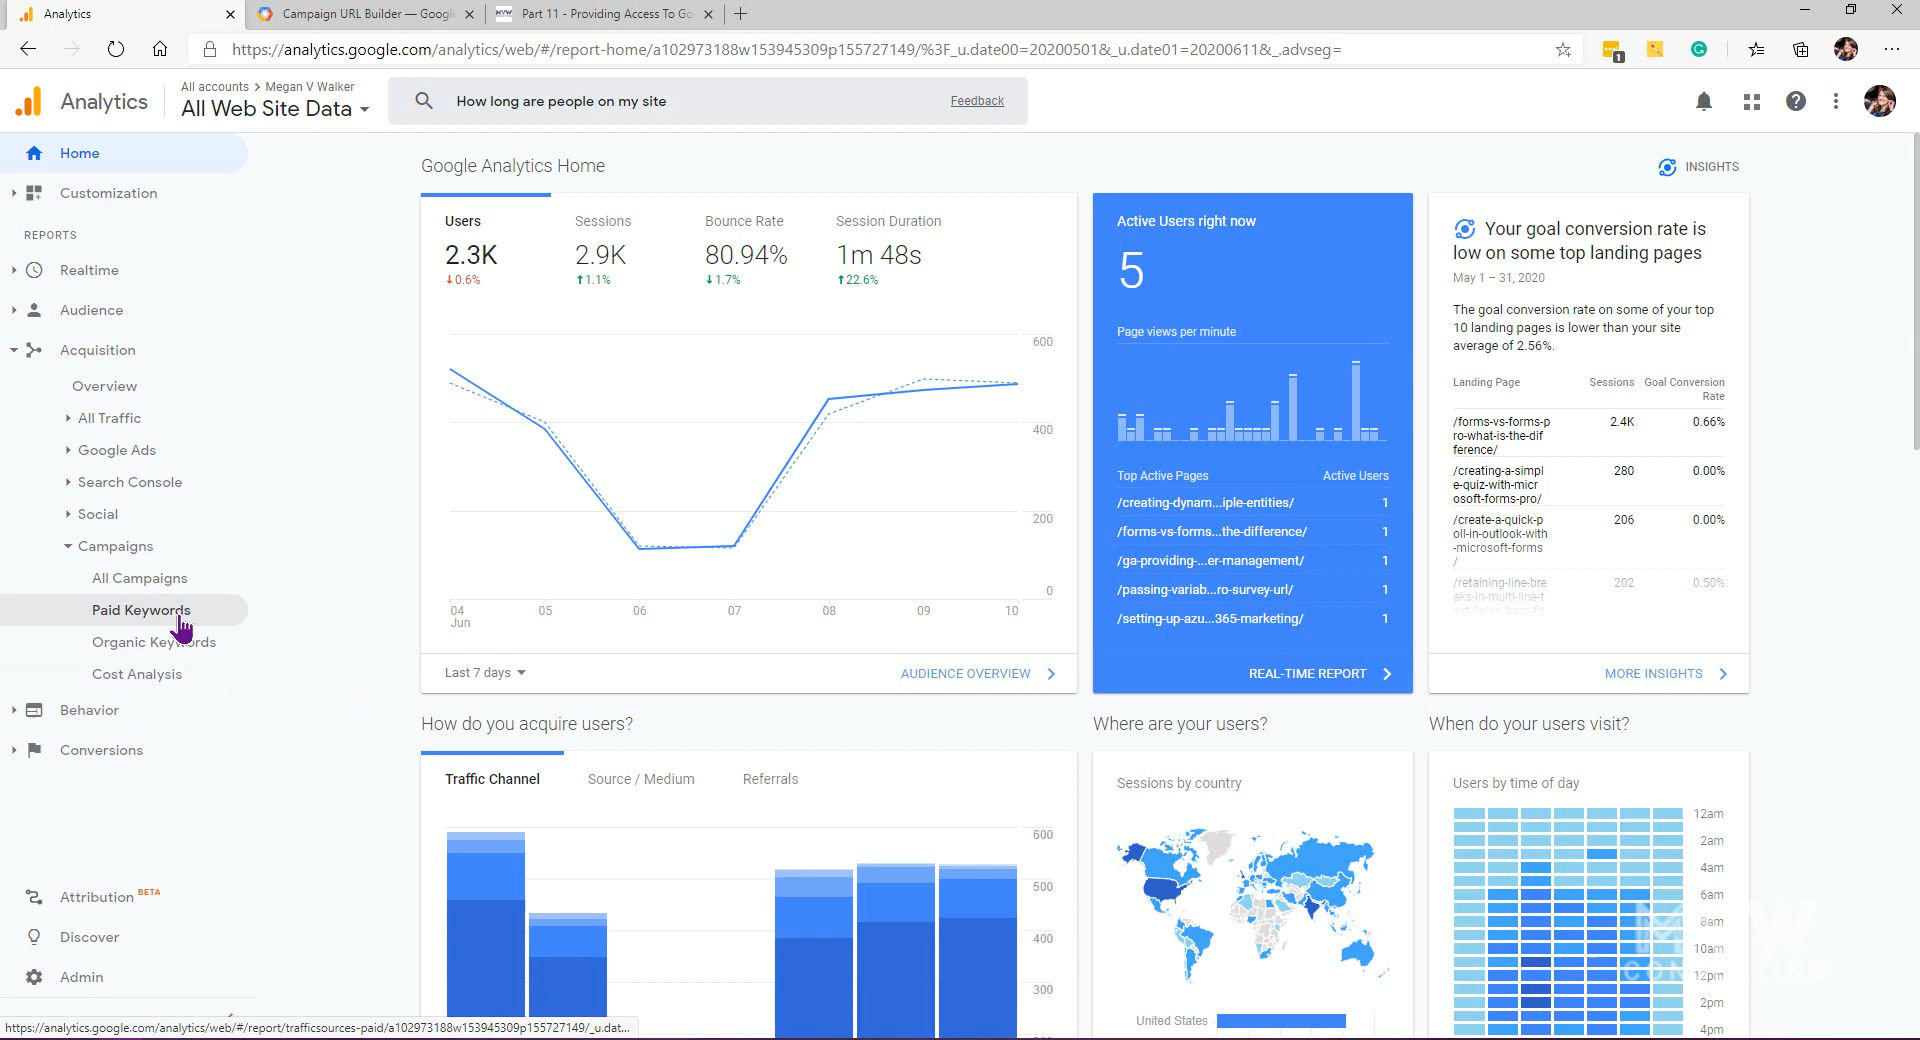 Analytics
Campaign URL Builder — Google
Part 11 - Providing Access To Go
https://analytics.google.com/analytics/web/#/report-home/a102973188w153945309p155727149/%3F_u.date00=20200501&_u.date01=20200611&_.advseg=
1
Analytics
All accounts > Megan V Walker
All Web Site Data
How long are people on my site
Feedback
Home
Customization
REPORTS
Realtime
Audience
Acquisition
Overview
All Traffic
Google Ads
Search Console
Social
Campaigns
All Campaigns
Paid Keywords
Organic Keywords
Cost Analysis
Behavior
Conversions
Attribution BETA
Discover
Admin
https://analytics.google.com/analytics/web/#/report/trafficsources-paid/a102973188w153945309p155727149/_u.dat...
Google Analytics Home
INSIGHTS
Users
2.3K
0.6%
Sessions
2.9K
1.1%
Bounce Rate
80.94%
1.7%
Session Duration
1m 48s
22.6%
600
400
200
0
04
Jun
05
06
07
08
09
10
Last 7 days
AUDIENCE OVERVIEW
Active Users right now
5
Page views per minute
Top Active Pages Active Users
/creating-dynam...iple-entities/ 1
/forms-vs-forms...the-difference/ 1
/ga-providing-...er-management/ 1
/passing-variab...ro-survey-url/ 1
/setting-up-azu...365-marketing/ 1
REAL-TIME REPORT
Your goal conversion rate is
low on some top landing pages
May 1 – 31, 2020
The goal conversion rate on some of your top
10 landing pages is lower than your site
average of 2.56%.
Landing Page Sessions Goal Conversion
Rate
/forms-vs-forms-p 2.4K 0.66%
ro-what-is-the-dif
ference/
/creating-a-simpl 280 0.00%
e-quiz-with-micr
osoft-forms-pro/
/create-a-quick-p 206 0.00%
oll-in-outlook-with
-microsoft-forms
/
/retaining-line-bre 202 0.50%
aks-in-multi-line-t
MORE INSIGHTS
How do you acquire users?
Traffic Channel
Source / Medium
Referrals
600
500
400
300
Where are your users?
Sessions by country
United States
When do your users visit?
Users by time of day
12am
2am
4am
6am
8am
10am
12pm
2pm
4pm